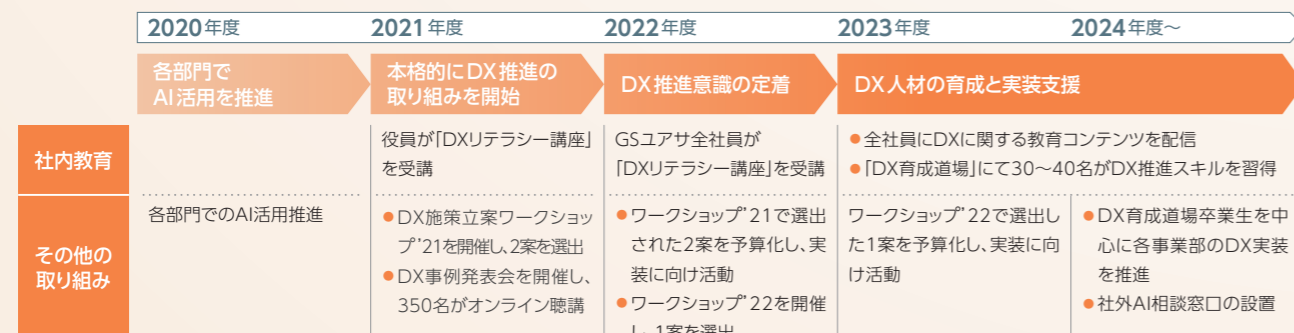 2020年度
2021年度
2022年度
2023年度
2024年度～
各部門で
AI活用を推進
本格的にDX推進の
取り組みを開始
DX推進意識の定着
DX人材の育成と実装支援
社内教育
役員が「DXリテラシー講座」
を受講
GSユアサ全社員が
「DXリテラシー講座」を受講
●全社員にDXに関する教育コンテンツを配信
●「DX育成道場」にて30～40名がDX推進スキルを習得
その他の
取り組み
各部門でのAI活用推進
●DX施策立案ワークショッ
プ'21を開催し、2案を選出
●DX事例発表会を開催し、
350名がオンライン聴講
●ワークショップ'21で選出
された2案を予算化し、実
装に向け活動
●ワークショップ'22を開催
し、1案を選出
ワークショップ'22で選出し
た1案を予算化し、実装に向
け活動
●DX育成道場卒業生を中
心に各事業部のDX実装
を推進
●社外AI相談窓口の設置